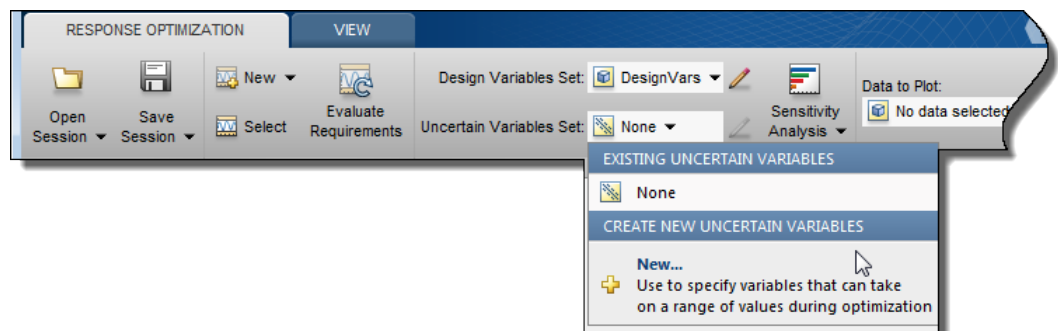 RESPONSE OPTIMIZATION
VIEW
Open
Session
Save
Session
New
Select
Evaluate
Requirements
Design Variables Set: DesignVars
Uncertain Variables Set: None
Sensitivity
Analysis
Data to Plot:
No data selected
EXISTING UNCERTAIN VARIABLES
None
CREATE NEW UNCERTAIN VARIABLES
New...
Use to specify variables that can take
on a range of values during optimization